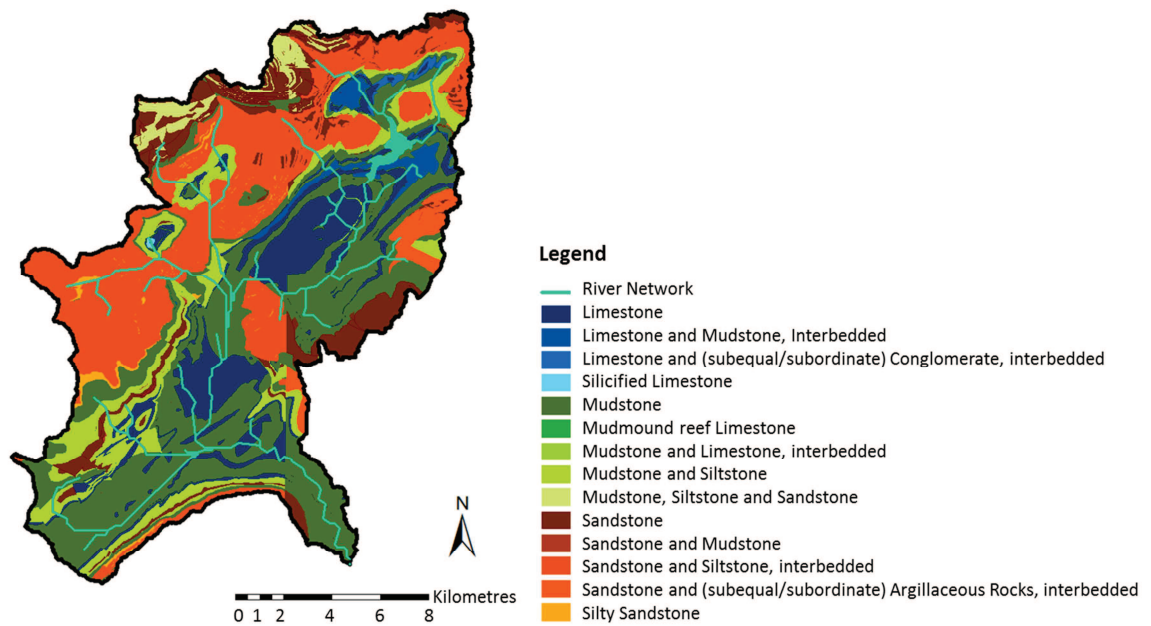 Legend
River Network
Limestone
Limestone and Mudstone, Interbedded
Limestone and (subequal/subordinate) Conglomerate, interbedded
Silicified Limestone
Mudstone
Mudmound reef Limestone
Mudstone and Limestone, interbedded
Mudstone and Siltstone
Mudstone, Siltstone and Sandstone
Sandstone
Sandstone and Mudstone
Sandstone and Siltstone, interbedded
Sandstone and (subequal/subordinate) Argillaceous Rocks, interbedded
Silty Sandstone
N
Kilometres
0 1 2 4 6 8